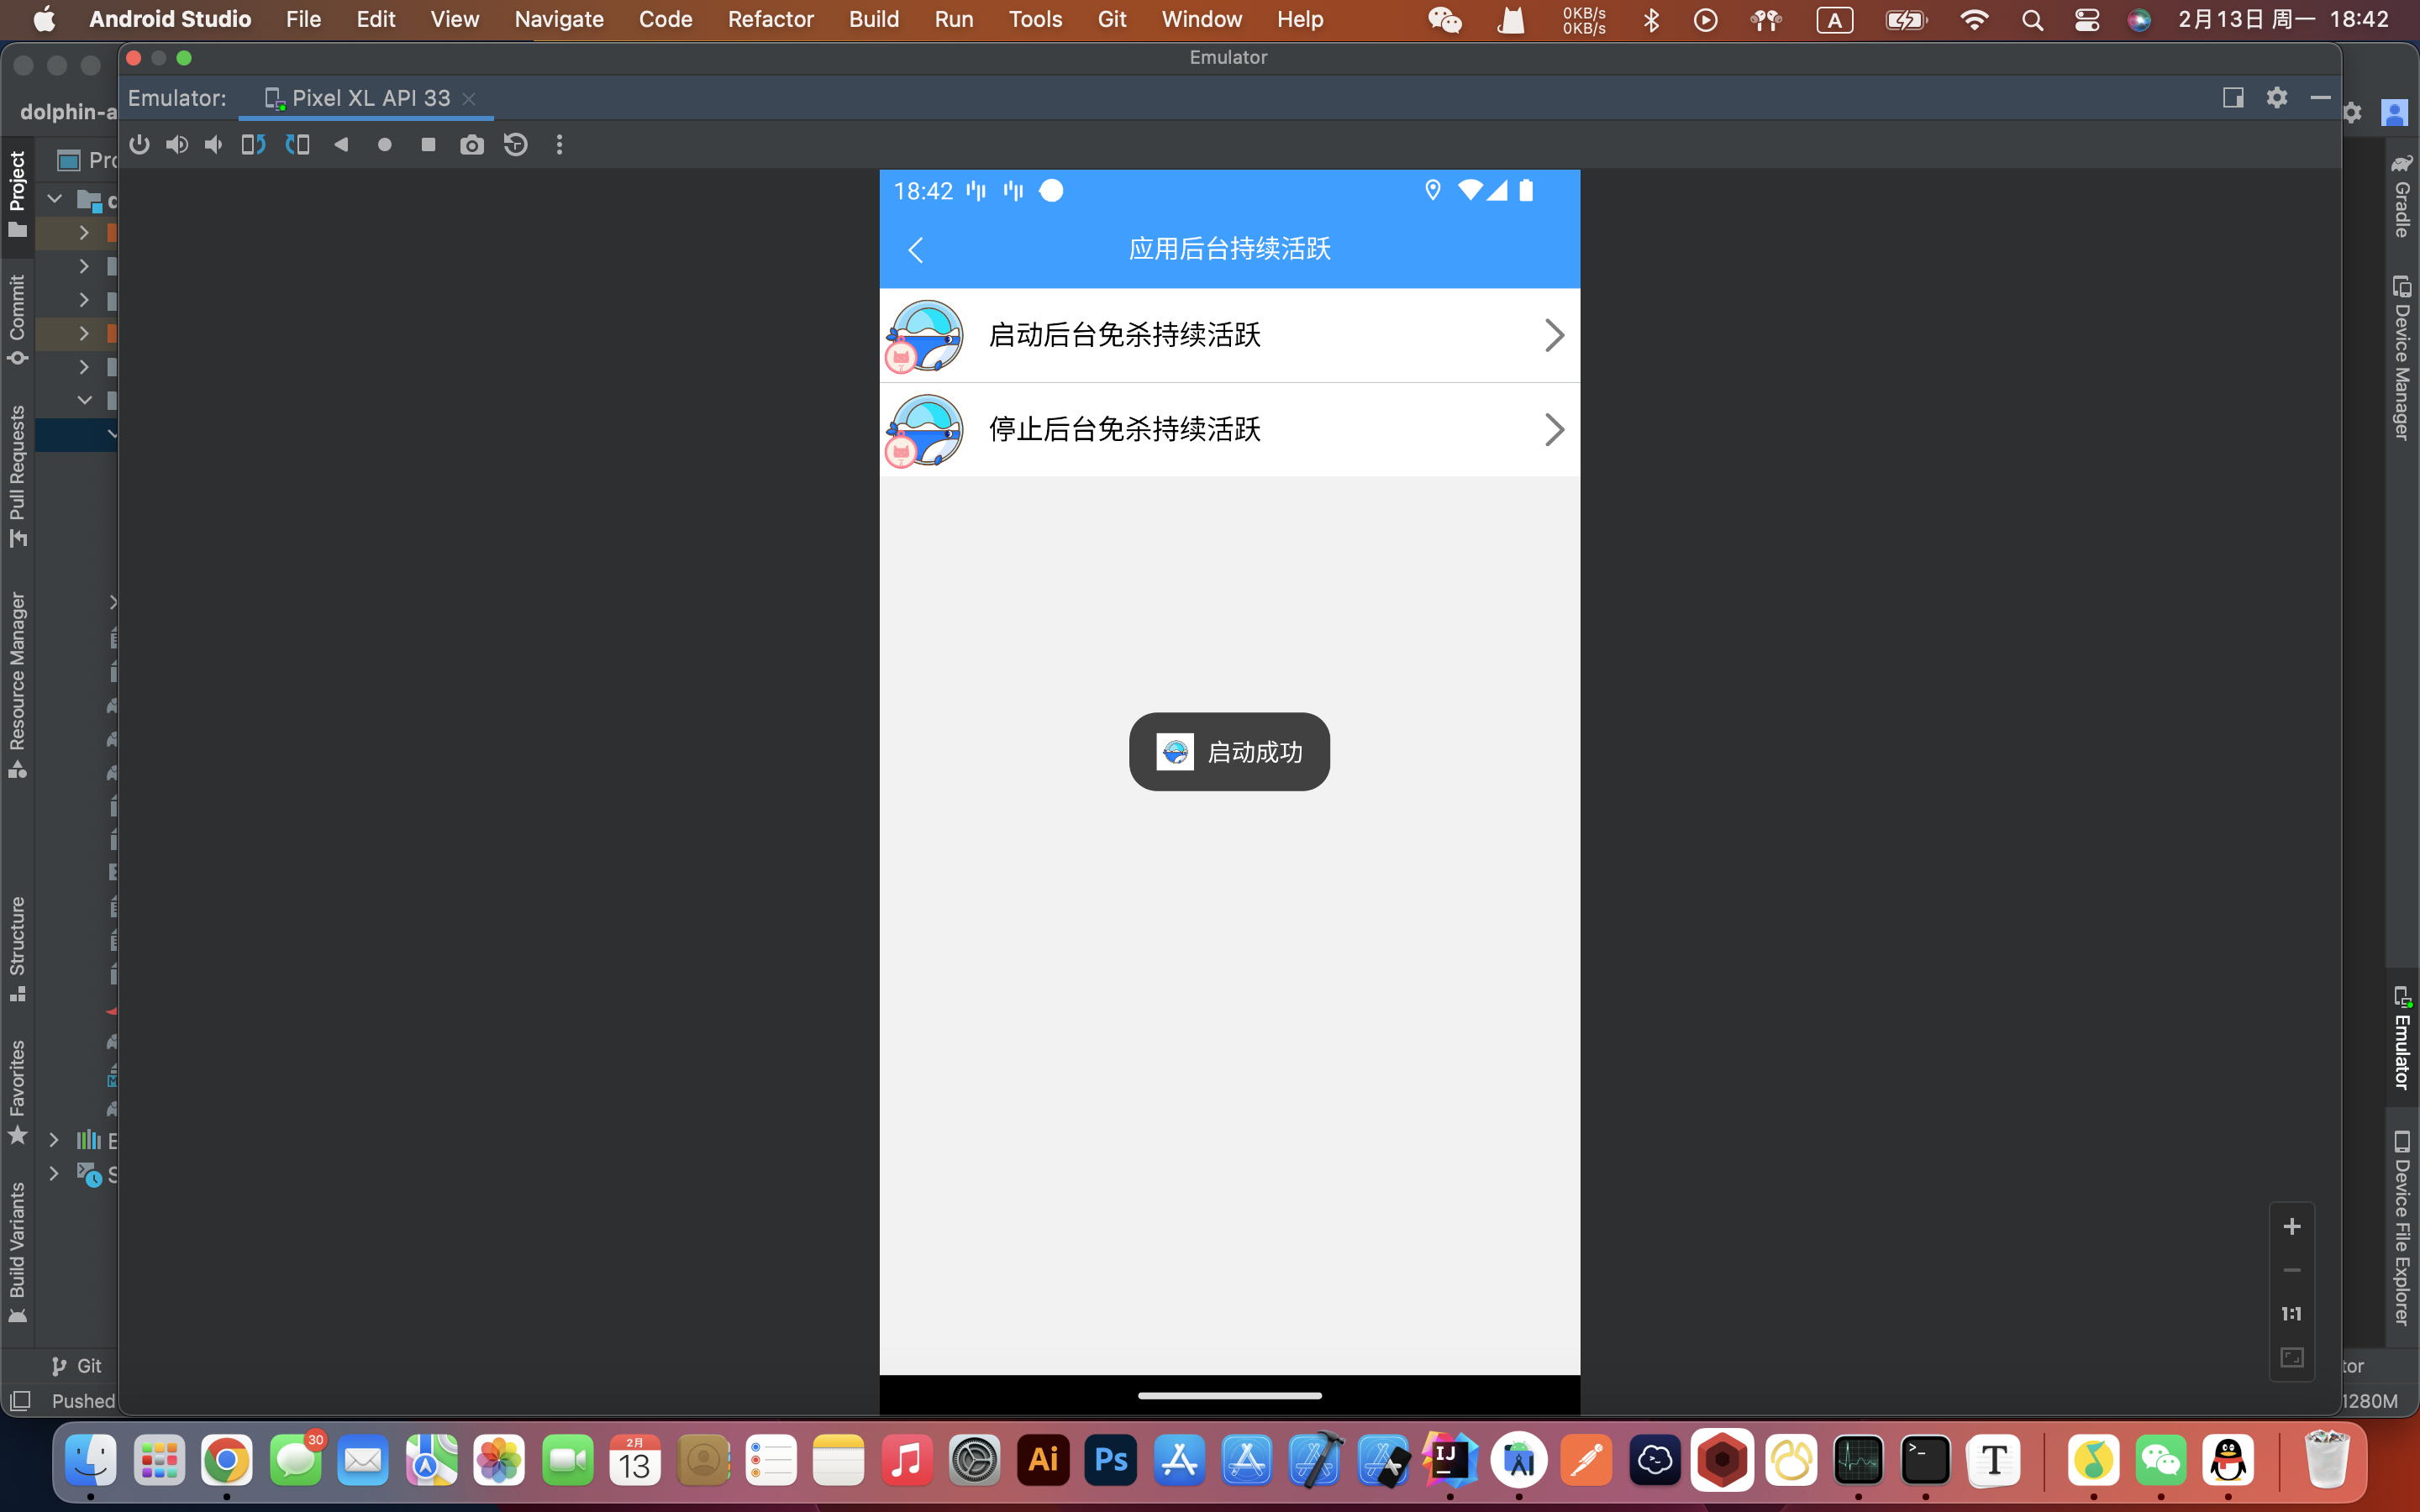 Android Studio File Edit View Navigate Code Refactor Build Run Tools Git Window Help 0KB/s 0KB/s A 2月13日 周一 18:42
Emulator
Emulator: Pixel XL API 33
dolphin-a
Project
Commit
Pull Requests
Resource Manager
Structure
Favorites
Build Variants
18:42
应用后台持续活跃
启动后台免杀持续活跃
停止后台免杀持续活跃
启动成功
Gradle
Device Manager
Emulator
Device File Explorer
1:1
Git
Pushed
tor
1280M
30
2月
13
Ai
Ps
IJ
T